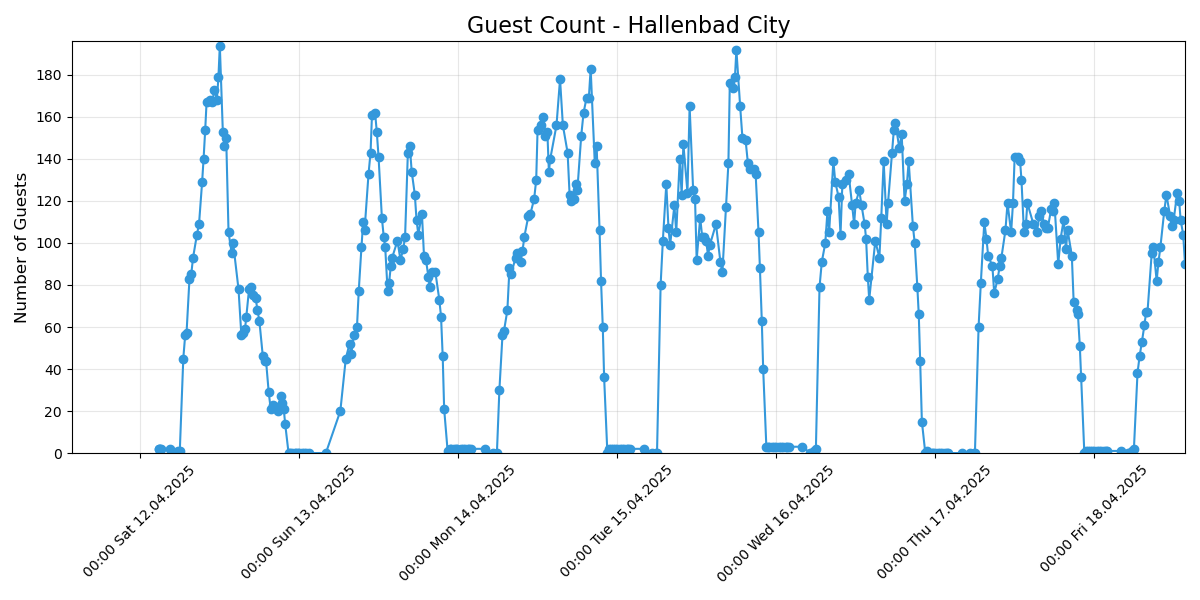 Guest Count - Hallenbad City
Number of Guests
180
160
140
120
100
80
60
40
20
0
00:00 Sat 12.04.2025
00:00 Sun 13.04.2025
00:00 Mon 14.04.2025
00:00 Tue 15.04.2025
00:00 Wed 16.04.2025
00:00 Thu 17.04.2025
00:00 Fri 18.04.2025